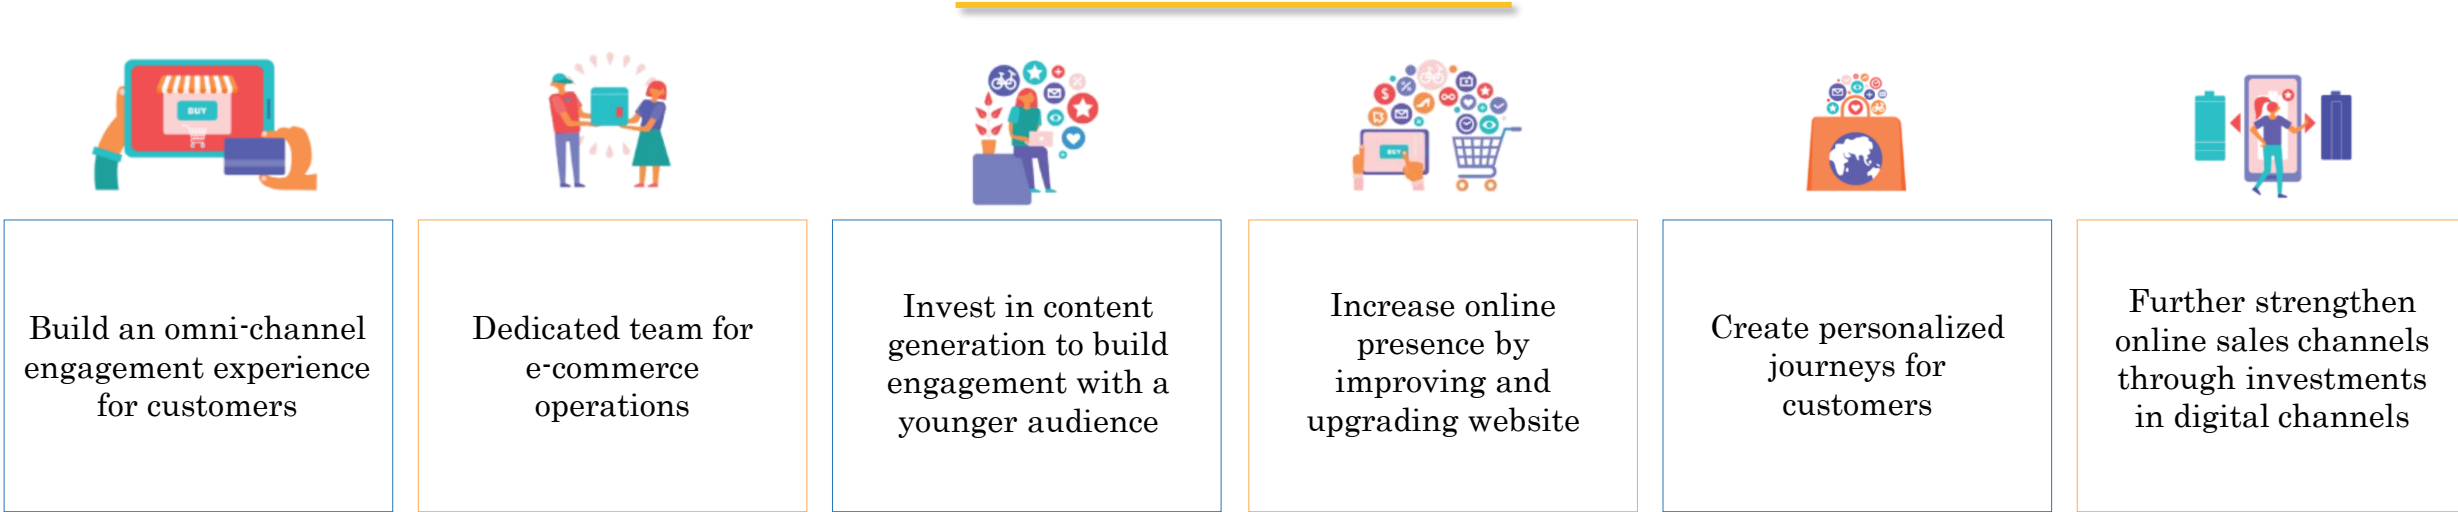 BUY
BUY
Build an omni-channel
engagement experience
for customers
Dedicated team for
e-commerce
operations
Invest in content
generation to build
engagement with a
younger audience
Increase online
presence by
improving and
upgrading website
Create personalized
journeys for
customers
Further strengthen
online sales channels
through investments
in digital channels